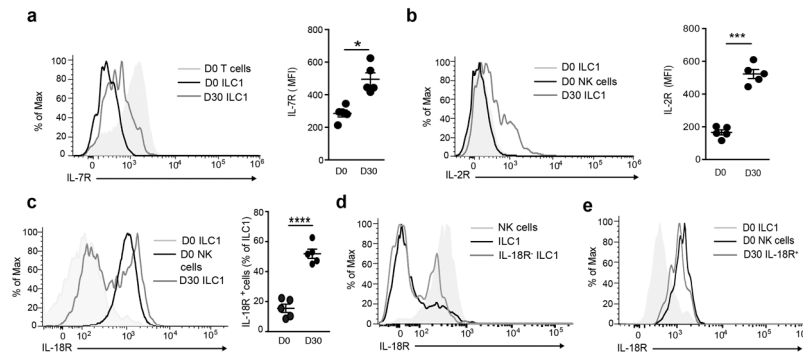 a
% of Max
100
80
60
40
20
0
D0 T cells
D0 ILC1
D30 ILC1
0 10³ 10⁴ 10⁵ 10⁶
IL-7R
IL-7R ( MFI)
800
600
400
200
0
*
D0 D30
b
% of Max
100
80
60
40
20
0
D0 ILC1
D0 NK cells
D30 ILC1
0 10³ 10⁴ 10⁵
IL-2R
IL-2R (MFI)
800
600
400
200
0
***
D0 D30
c
% of Max
100
80
60
40
20
0
D0 ILC1
D0 NK
cells
D30 ILC1
0 10² 10³ 10⁴ 10⁵
IL-18R
IL-18R⁺cells (% of ILC1)
80
60
40
20
0
****
D0 D30
d
% of Max
100
80
60
40
20
0
NK cells
ILC1
IL-18R⁻ ILC1
0 10² 10³ 10⁴ 10⁵
IL-18R
e
% of Max
100
80
60
40
20
0
D0 ILC1
D0 NK cells
D30 IL-18R⁺
0 10² 10³ 10⁴ 10⁵
IL-18R